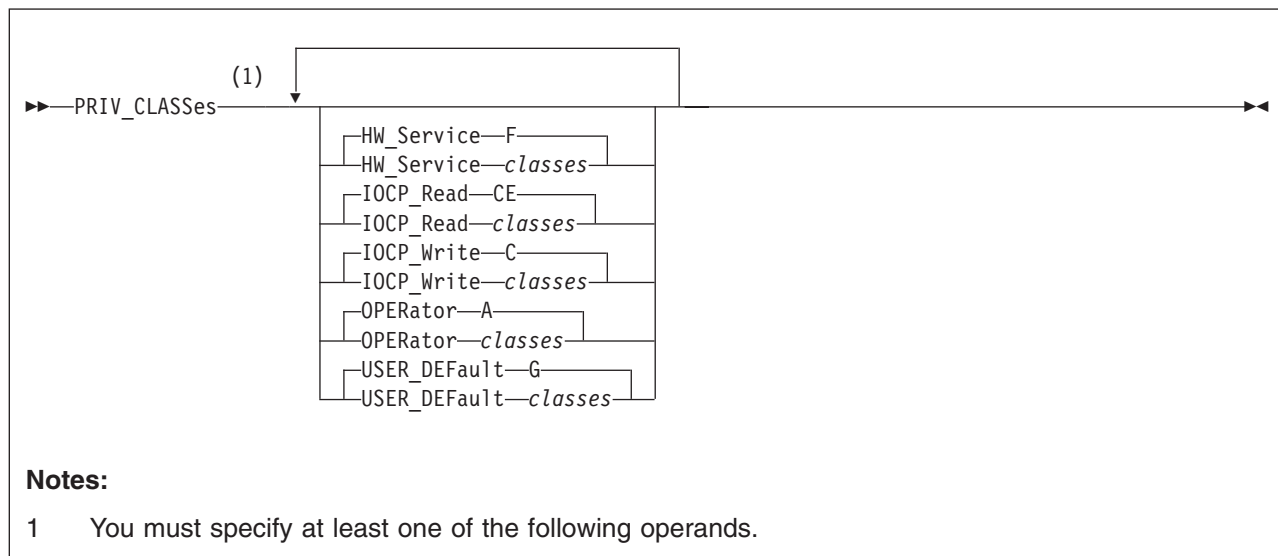 (1)
PRIV_CLASSes
HW_Service F
HW_Service classes
IOCP_Read CE
IOCP_Read classes
IOCP_Write C
IOCP_Write classes
OPERator A
OPERator classes
USER_DEFault G
USER_DEFault classes
Notes:
1 You must specify at least one of the following operands.